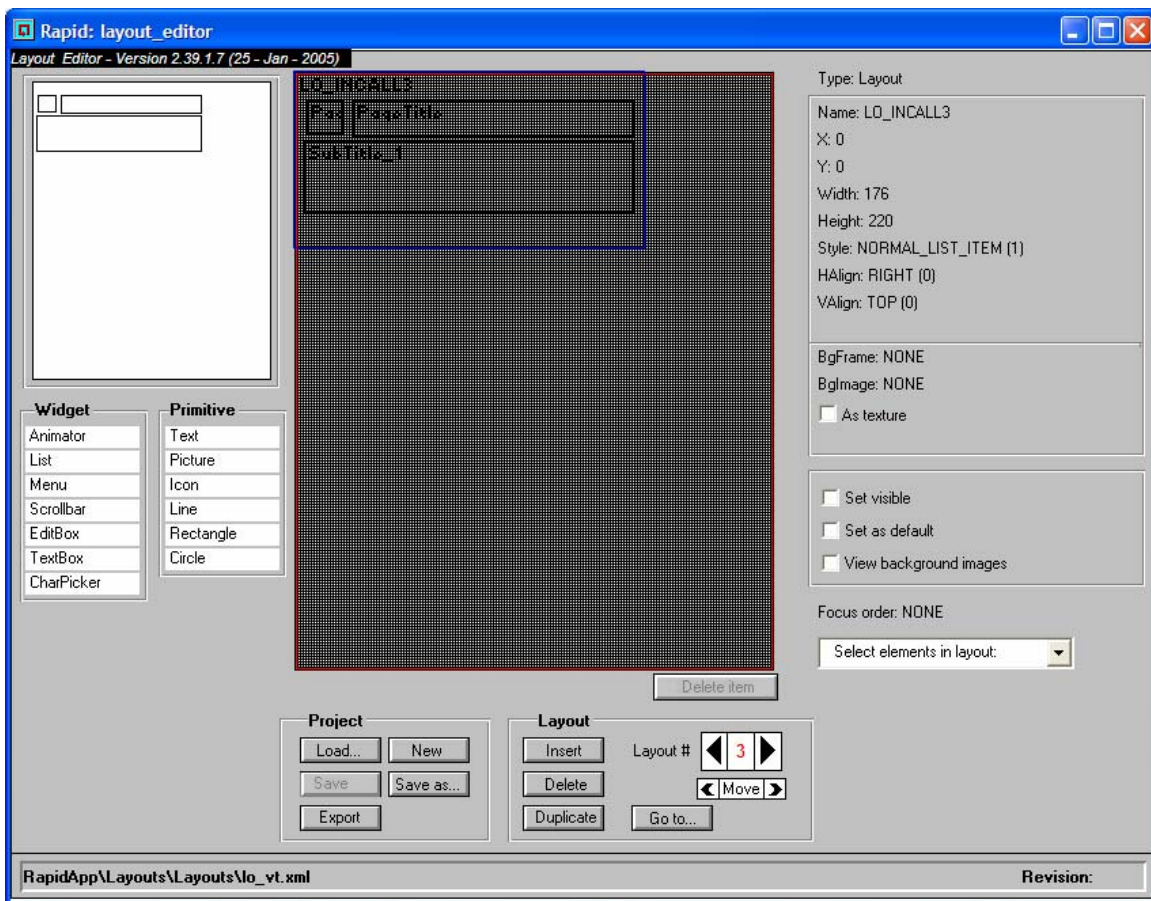 Rapid: layout_editor
Layout Editor - Version 2.39.1.7 (25 - Jan - 2005)
LO_INCALL3
PageTitle
SubTitle_1
Type: Layout
Name: LO_INCALL3
X: 0
Y: 0
Width: 176
Height: 220
Style: NORMAL_LIST_ITEM (1)
HAlign: RIGHT (0)
VAlign: TOP (0)
BgFrame: NONE
BgImage: NONE
As texture
Set visible
Set as default
View background images
Focus order: NONE
Select elements in layout:
Widget
Animator
List
Menu
Scrollbar
EditBox
TextBox
CharPicker
Primitive
Text
Picture
Icon
Line
Rectangle
Circle
Delete item
Project
Load... New
Save Save as...
Export
Layout
Insert Layout # 3
Delete Move
Duplicate Go to...
RapidApp\Layouts\Layouts\lo_vt.xml Revision: